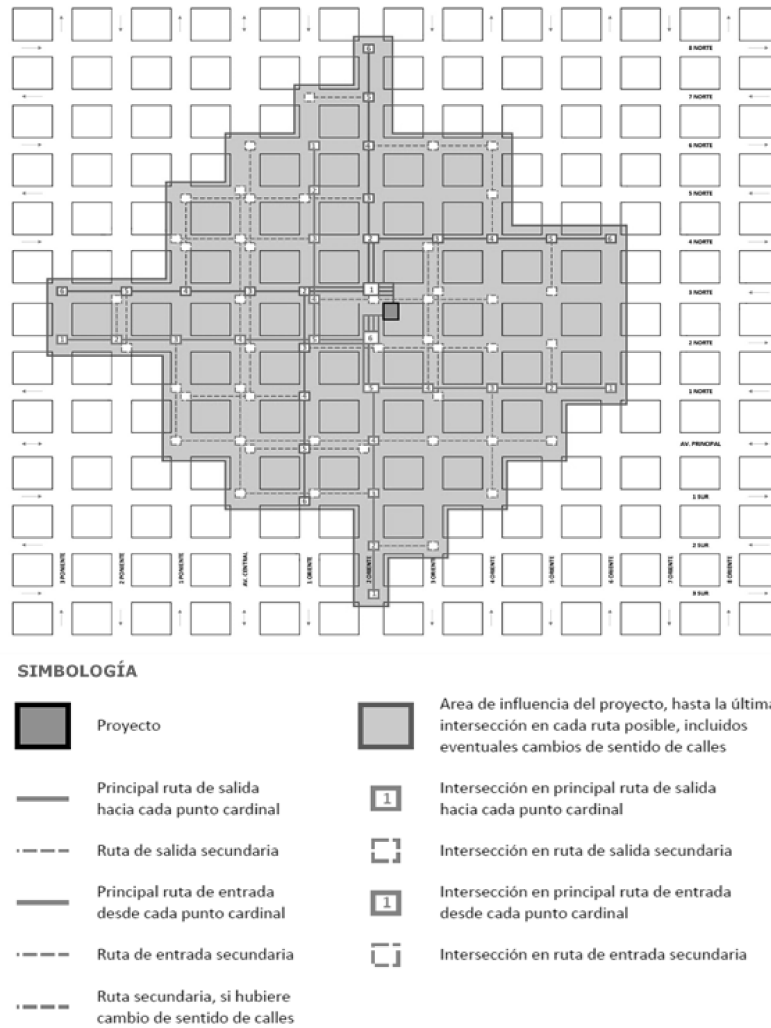 8 NORTE
7 NORTE
6 NORTE
5 NORTE
4 NORTE
3 NORTE
2 NORTE
1 NORTE
AV. PRINCIPAL
1 SUR
2 SUR
3 SUR
3 PONIENTE
2 PONIENTE
1 PONIENTE
AV. CENTRAL
1 ORIENTE
2 ORIENTE
3 ORIENTE
4 ORIENTE
5 ORIENTE
6 ORIENTE
7 ORIENTE
8 ORIENTE
SIMBOLOGÍA
Proyecto
Area de influencia del proyecto, hasta la última
intersección en cada ruta posible, incluidos
eventuales cambios de sentido de calles
Principal ruta de salida
hacia cada punto cardinal
1
Intersección en principal ruta de salida
hacia cada punto cardinal
Ruta de salida secundaria
Intersección en ruta de salida secundaria
Principal ruta de entrada
desde cada punto cardinal
1
Intersección en principal ruta de entrada
desde cada punto cardinal
Ruta de entrada secundaria
Intersección en ruta de entrada secundaria
Ruta secundaria, si hubiere
cambio de sentido de calles